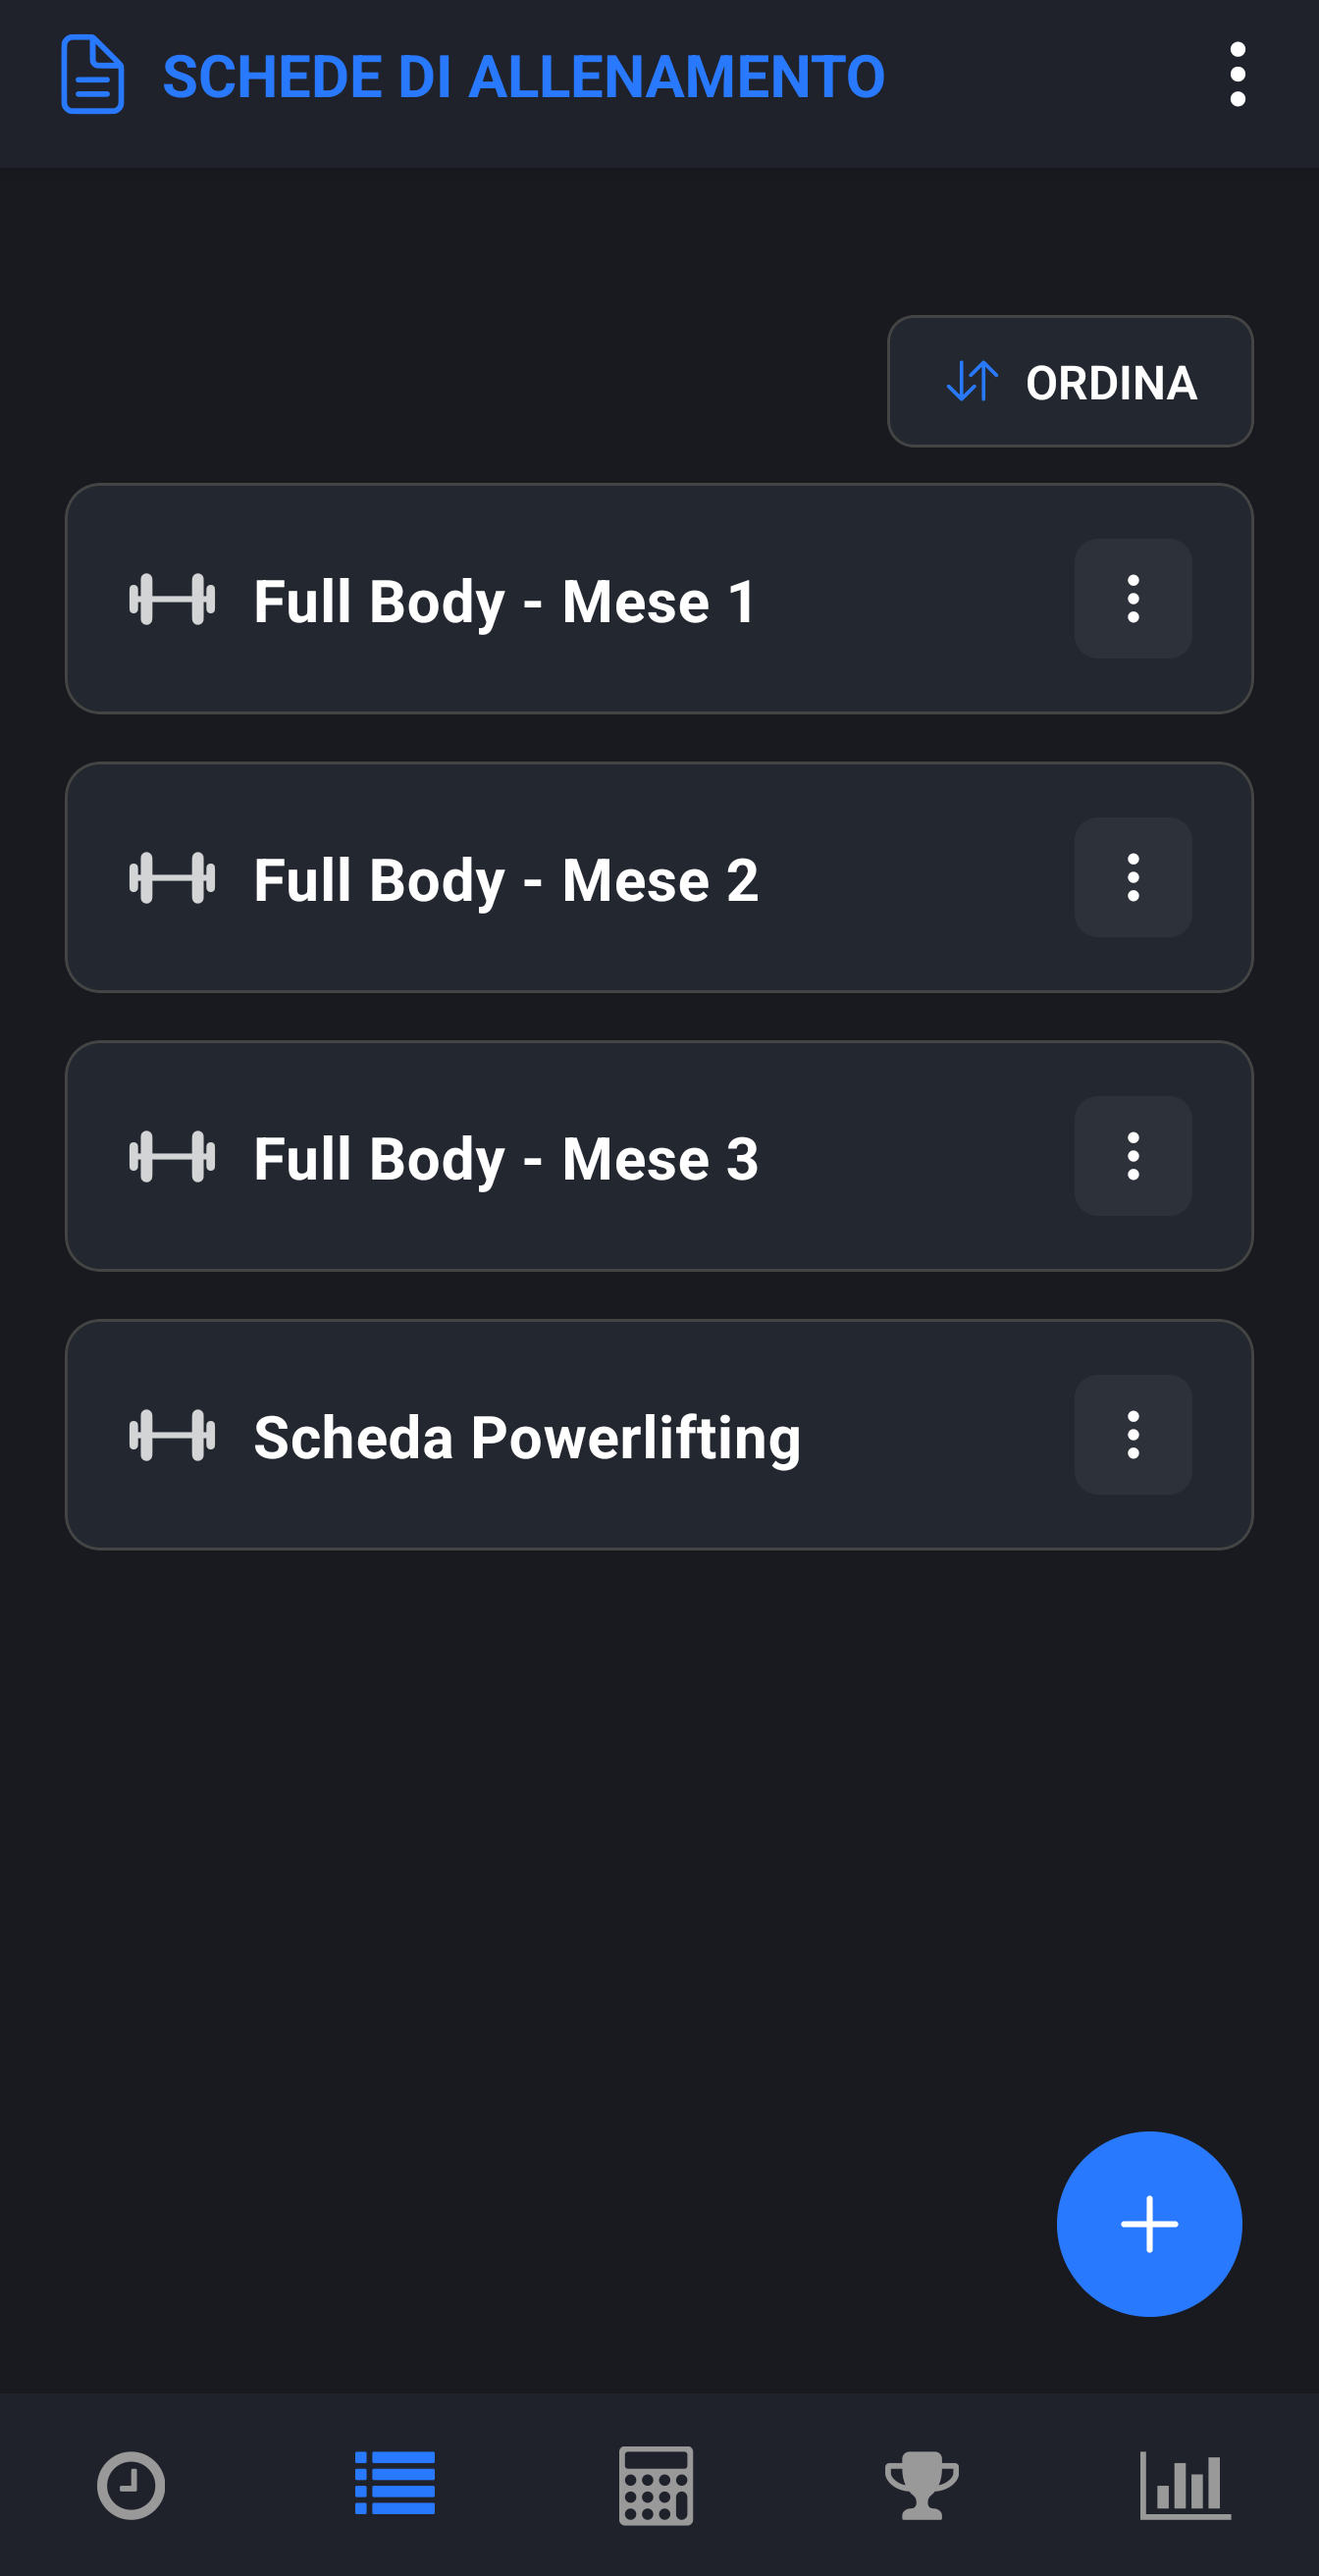 SCHEDE DI ALLENAMENTO
ORDINA
Full Body - Mese 1
Full Body - Mese 2
Full Body - Mese 3
Scheda Powerlifting